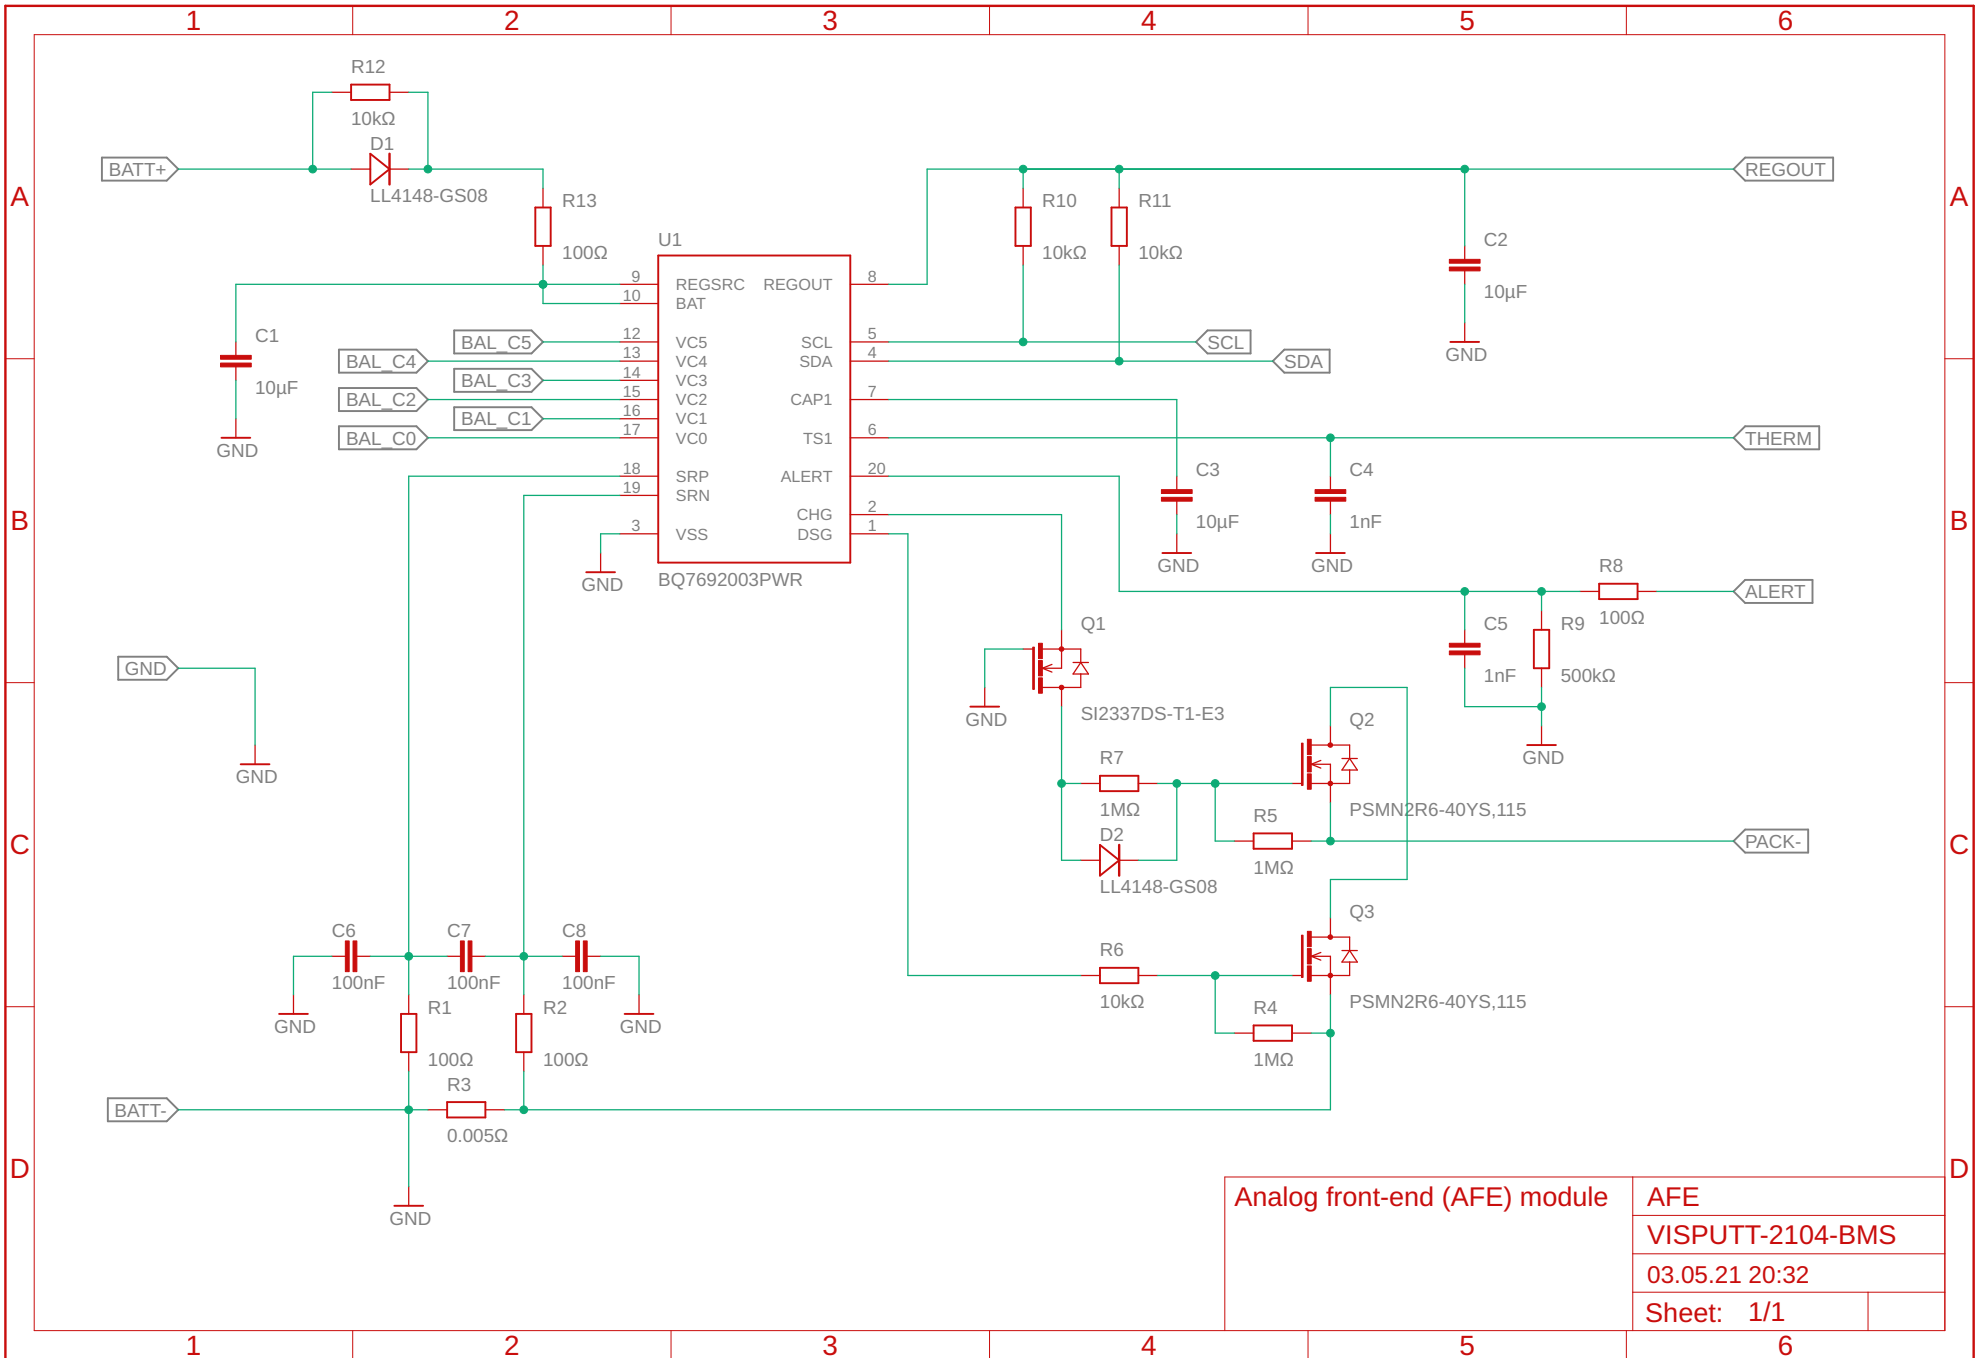 1 2 3 4 5 6
R12
10kΩ
D1
BATT+
LL4148-GS08
REGOUT
A
A
R13
100Ω
R10
10kΩ
R11
10kΩ
C2
10µF
GND
U1
9 REGSRC REGOUT 8
10 BAT
BAL_C5 12 VC5 SCL 5 SCL
BAL_C4 13 VC4 SDA 4 SDA
BAL_C3 14 VC3
BAL_C2 15 VC2 CAP1 7
BAL_C1 16 VC1
BAL_C0 17 VC0 TS1 6 THERM
18 SRP ALERT 20
19 SRN
CHG 2
3 VSS DSG 1
BQ7692003PWR
GND
C1
10µF
GND
C3
10µF
GND
C4
1nF
GND
B
B
R8
100Ω
ALERT
C5
1nF
R9
500kΩ
GND
Q1
SI2337DS-T1-E3
GND
GND
GND
Q2
PSMN2R6-40YS,115
R7
1MΩ
D2
LL4148-GS08
R5
1MΩ
PACK-
C
C
Q3
PSMN2R6-40YS,115
R6
10kΩ
R4
1MΩ
C6
100nF
C7
100nF
C8
100nF
GND
GND
R1
100Ω
R2
100Ω
R3
0.005Ω
BATT-
GND
D
D
Analog front-end (AFE) module
AFE
VISPUTT-2104-BMS
03.05.21 20:32
Sheet: 1/1
1 2 3 4 5 6